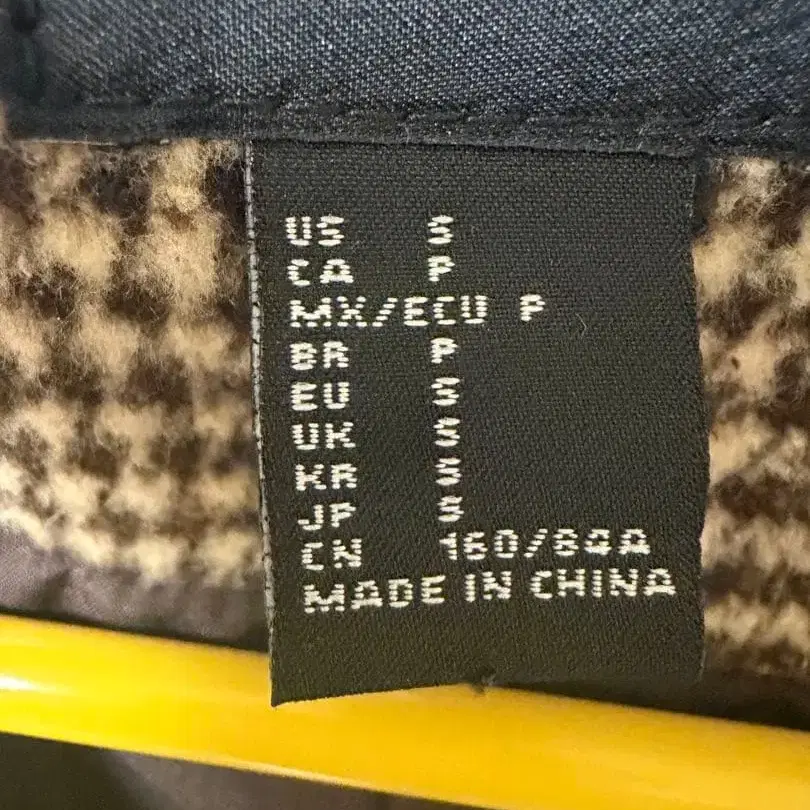 US S
CA P
MX/ECU P
BR P
EU S
UK S
KR S
JP S
CN 160/84A
MADE IN CHINA